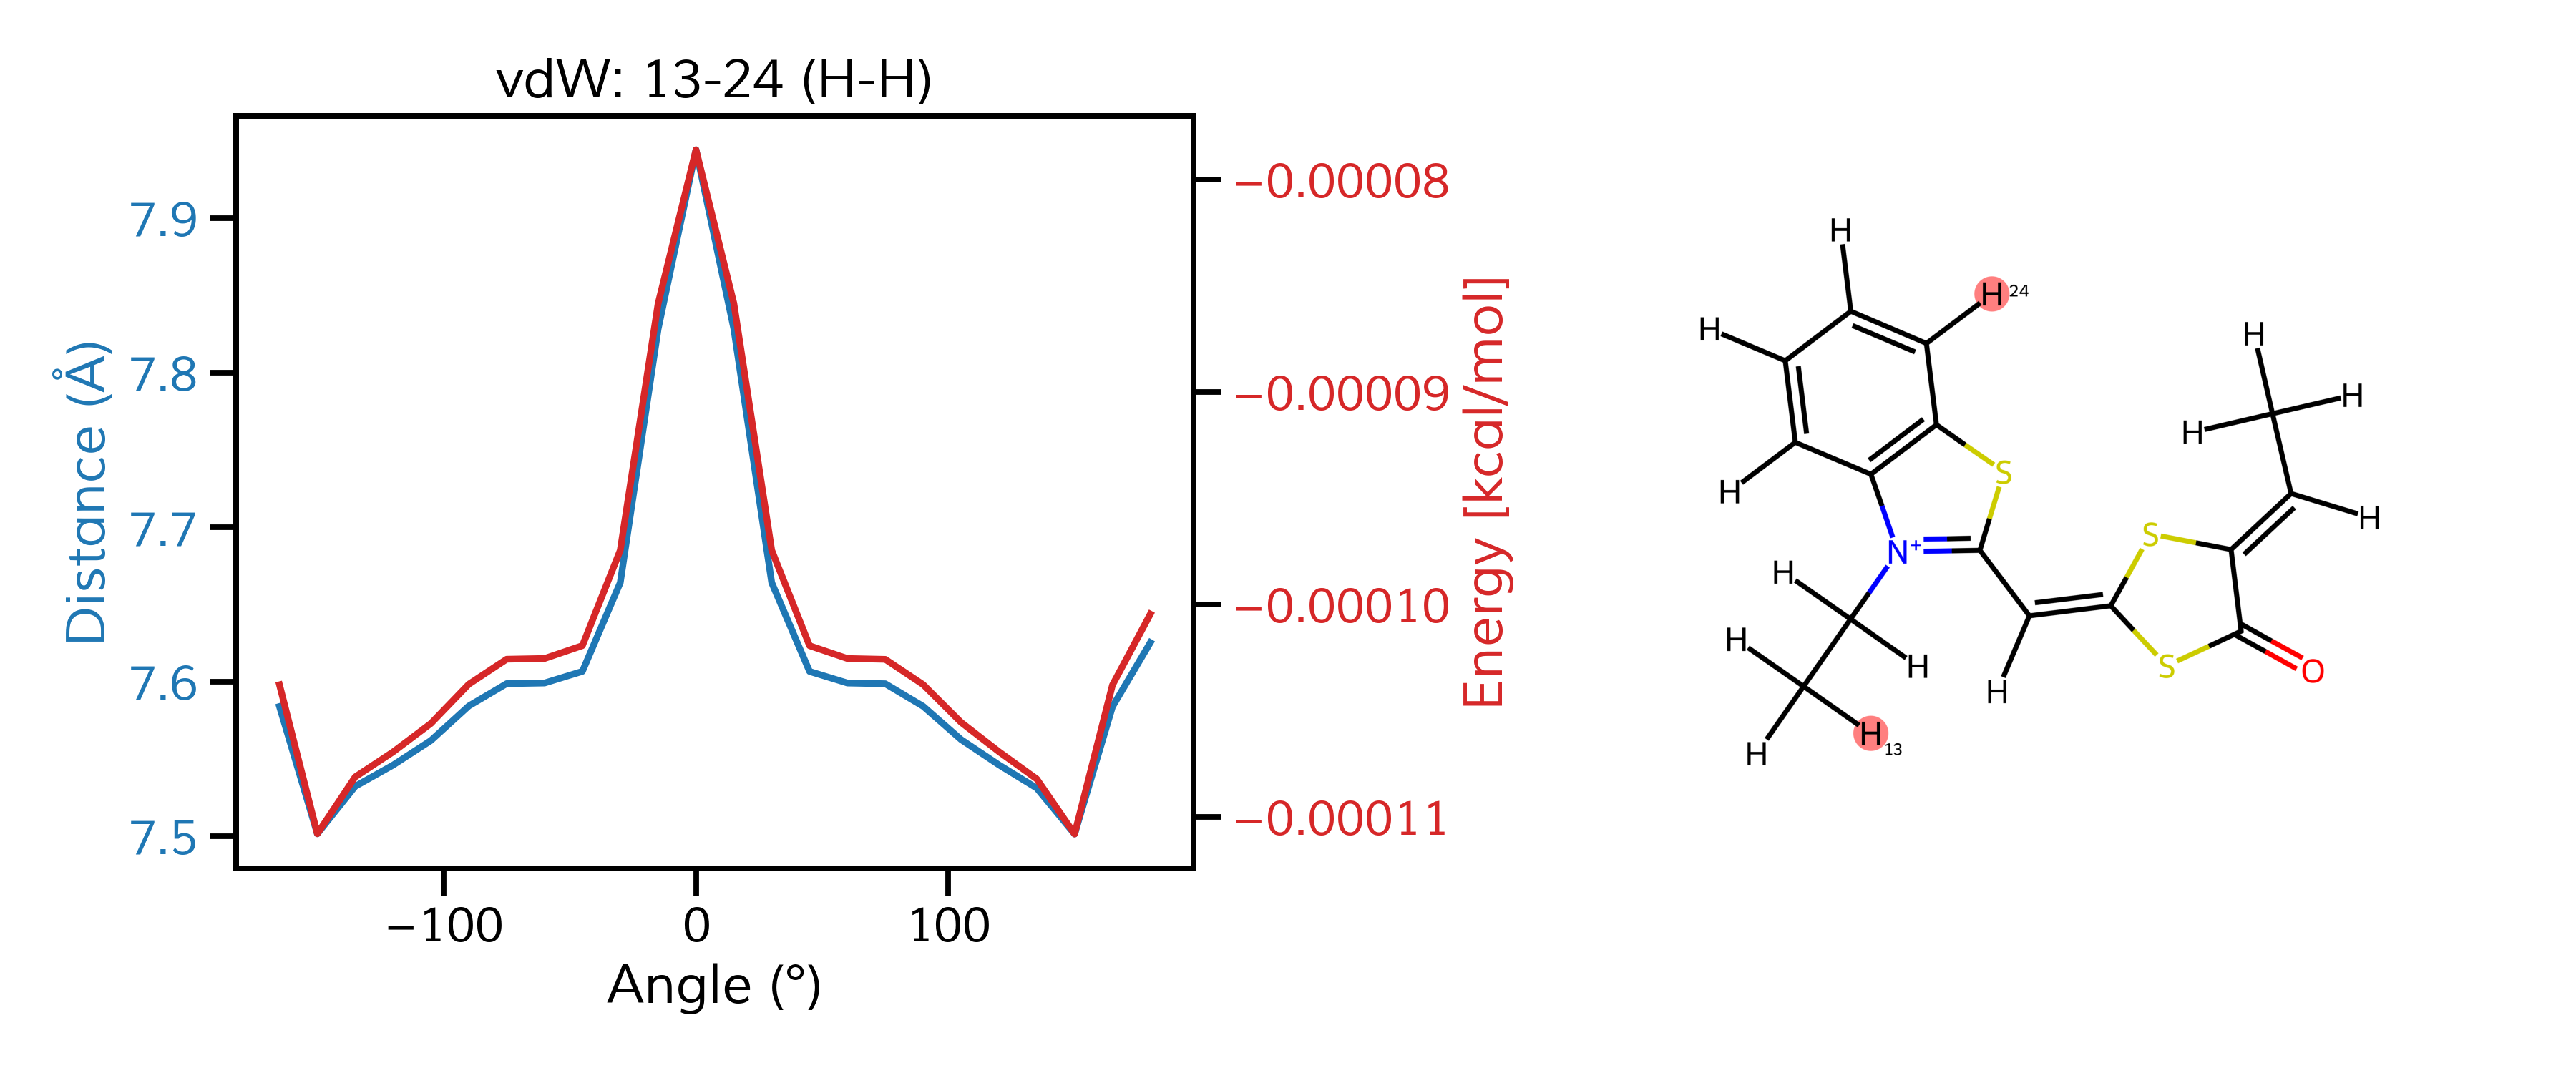 vdW: 13-24 (H-H)
Distance (Å)
7.9
7.8
7.7
7.6
7.5
−0.00008
−0.00009
−0.00010
−0.00011
Energy [kcal/mol]
−100
0
100
Angle (°)
H
H 24
H
H
H
H
S
H
H
S
N+
H
H
H
S
O
H
H 13
H